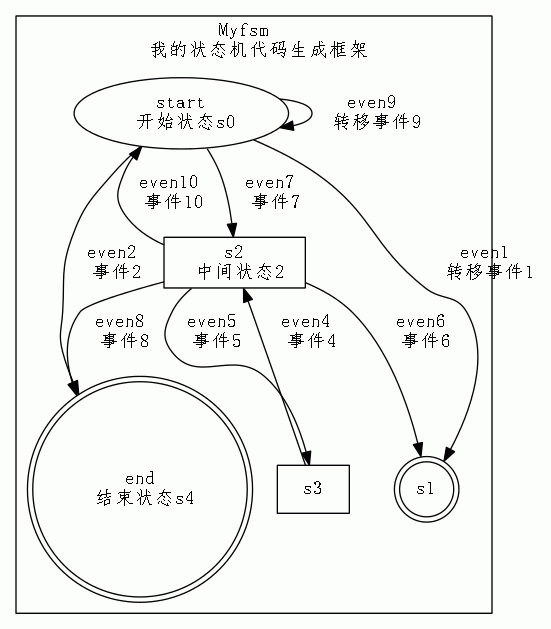 Myfsm
我的状态机代码生成框架
start
开始状态s0
even9
转移事件9
even10
事件10
even7
事件7
even2
事件2
s2
中间状态2
even1
转移事件1
even8
事件8
even5
事件5
even4
事件4
even6
事件6
end
结束状态s4
s3
s1